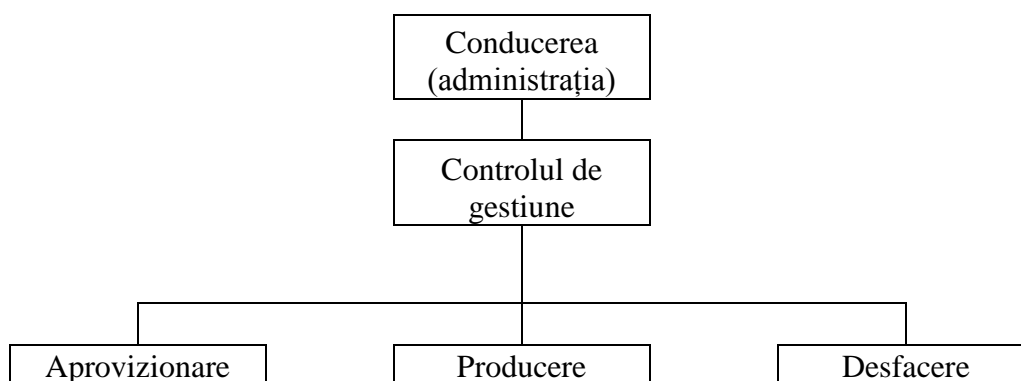 Conducerea
(administrația)
Controlul de
gestiune
Aprovizionare
Producere
Desfacere